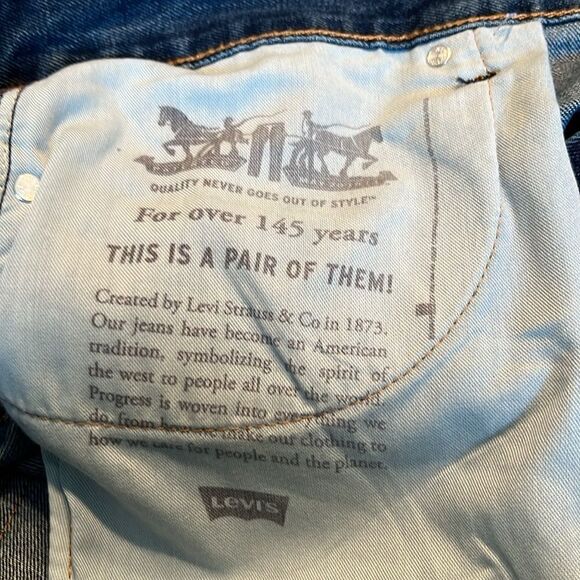 QUALITY NEVER GOES OUT OF STYLE™
For over 145 years
THIS IS A PAIR OF THEM!
Created by Levi Strauss & Co in 1873.
Our jeans have become an American
tradition, symbolizing the spirit of
the west to people all over the world.
Progress is woven into everything we
do, from how we make our clothing to
how we care for people and the planet.
Levi's